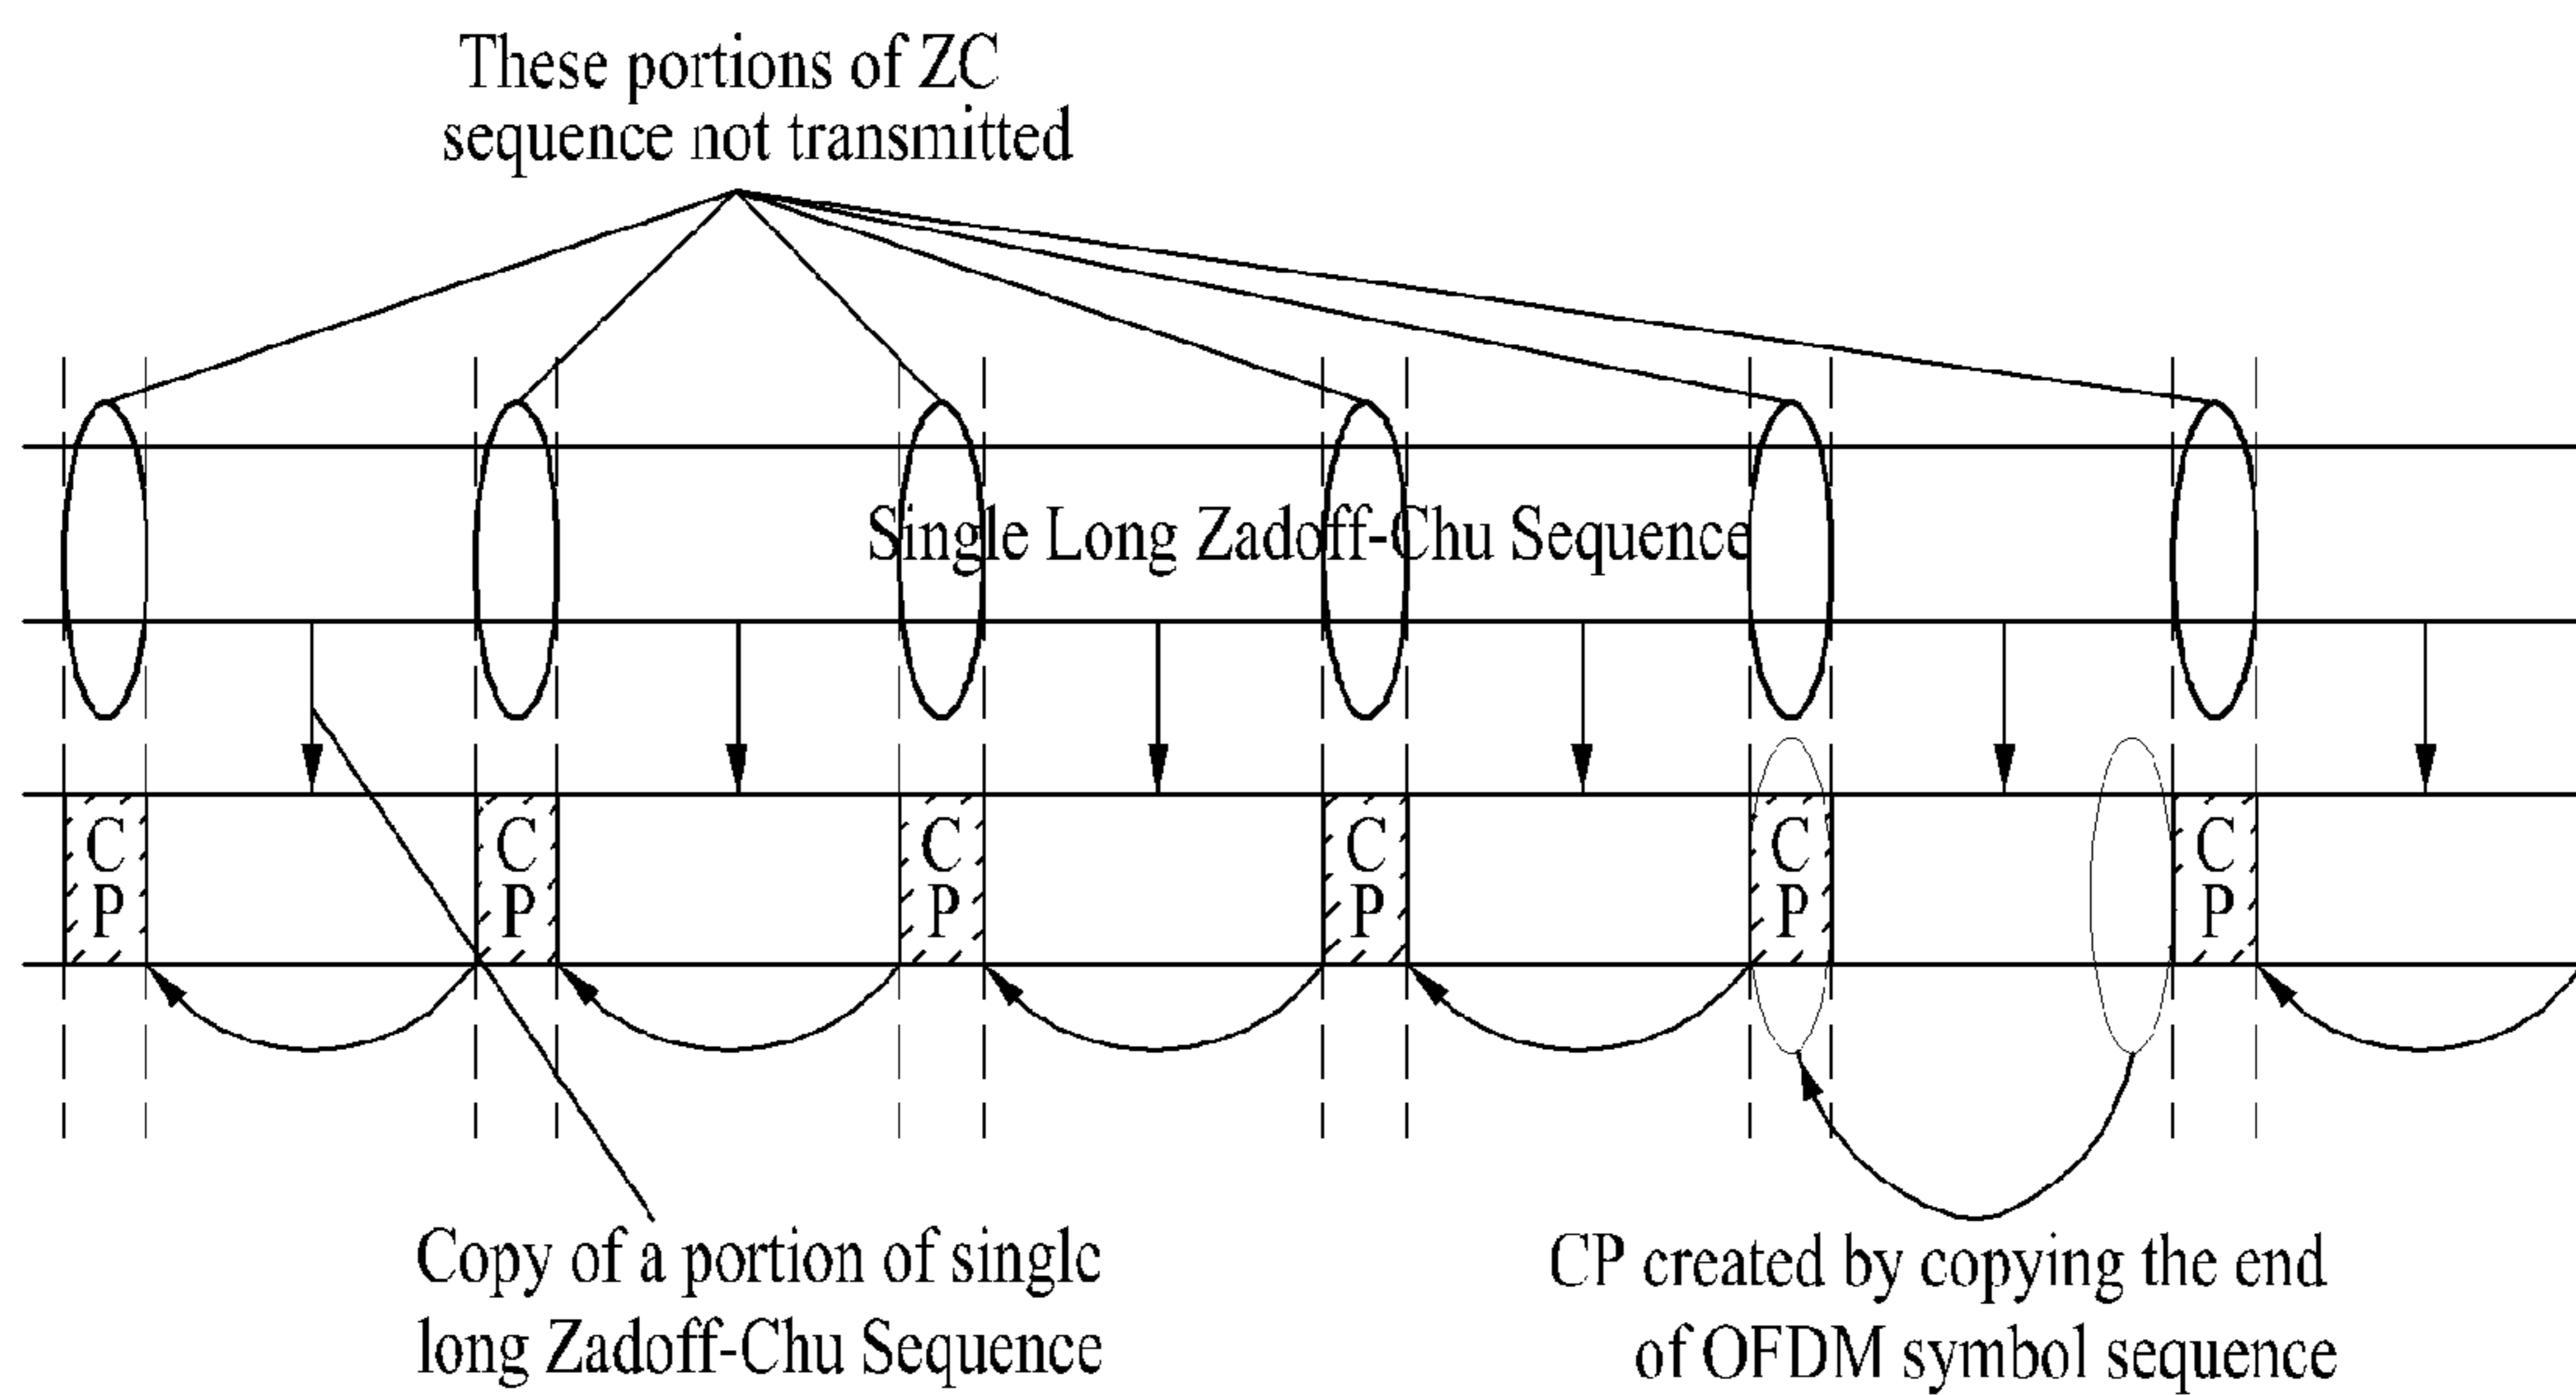 These portions of ZC
sequence not transmitted
Single Long Zadoff-Chu Sequence
C C C C C C
P P P P P P
Copy of a portion of single
long Zadoff-Chu Sequence
CP created by copying the end
of OFDM symbol sequence